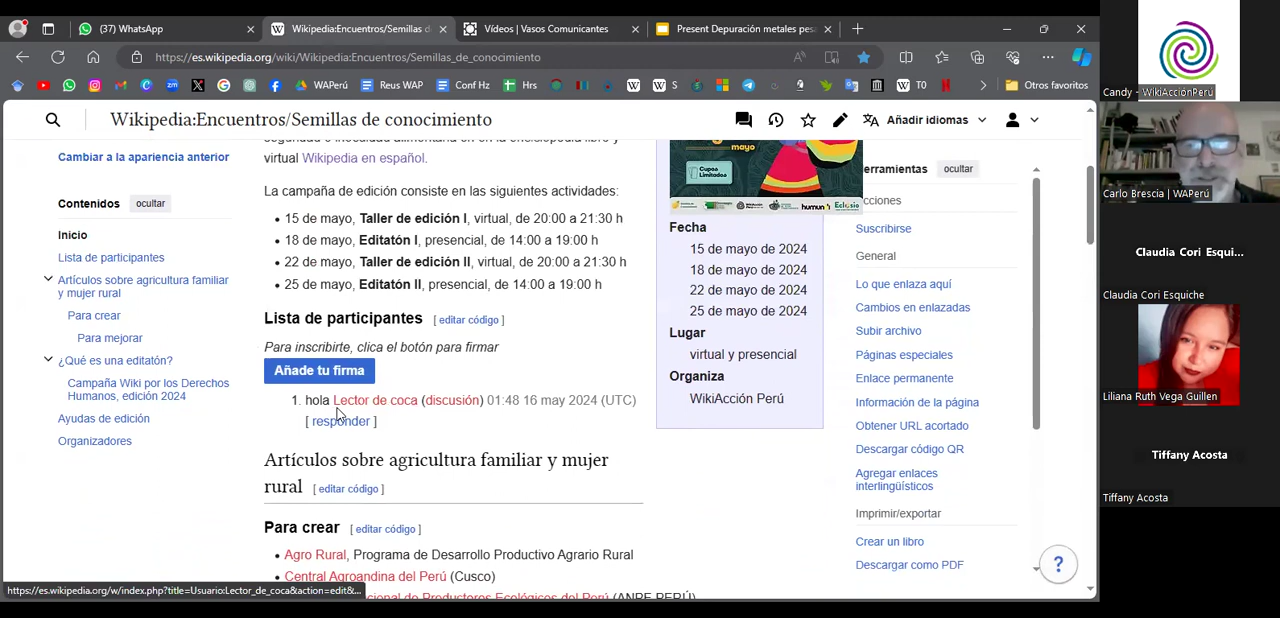 (37) WhatsApp
Wikipedia:Encuentros/Semillas d
Vídeos | Vasos Comunicantes
Present Depuración metales pes
https://es.wikipedia.org/wiki/Wikipedia:Encuentros/Semillas_de_conocimiento
WAPerú
Reus WAP
Conf Hz
Hrs
W S
W T0
Otros favoritos
Wikipedia:Encuentros/Semillas de conocimiento
Añadir idiomas
Cambiar a la apariencia anterior
Contenidos
ocultar
Inicio
Lista de participantes
Artículos sobre agricultura familiar
y mujer rural
Para crear
Para mejorar
¿Qué es una editatón?
Campaña Wiki por los Derechos
Humanos, edición 2024
Ayudas de edición
Organizadores
virtual Wikipedia en español.
La campaña de edición consiste en las siguientes actividades:
• 15 de mayo, Taller de edición I, virtual, de 20:00 a 21:30 h
• 18 de mayo, Editatón I, presencial, de 14:00 a 19:00 h
• 22 de mayo, Taller de edición II, virtual, de 20:00 a 21:30 h
• 25 de mayo, Editatón II, presencial, de 14:00 a 19:00 h
Lista de participantes [ editar código ]
Para inscribirte, clica el botón para firmar
Añade tu firma
1. hola Lector de coca (discusión) 01:48 16 may 2024 (UTC)
[ responder ]
Artículos sobre agricultura familiar y mujer
rural [ editar código ]
Para crear [ editar código ]
• Agro Rural, Programa de Desarrollo Productivo Agrario Rural
• Central Agroandina del Perú (Cusco)
cional de Productores Ecológicos del Perú (ANPE PERÚ)
mayo
Cupos
Limitados
Fecha
15 de mayo de 2024
18 de mayo de 2024
22 de mayo de 2024
25 de mayo de 2024
Lugar
virtual y presencial
Organiza
WikiAcción Perú
erramientas
ocultar
cciones
Suscribirse
General
Lo que enlaza aquí
Cambios en enlazadas
Subir archivo
Páginas especiales
Enlace permanente
Información de la página
Obtener URL acortado
Descargar código QR
Agregar enlaces
interlingüísticos
Imprimir/exportar
Crear un libro
Descargar como PDF
?
https://es.wikipedia.org/w/index.php?title=Usuario:Lector_de_coca&action=edit&...
Candy - WikiAcciónPerú
Carlo Brescia | WAPerú
Claudia Cori Esqui...
Claudia Cori Esquiche
Liliana Ruth Vega Guillen
Tiffany Acosta
Tiffany Acosta